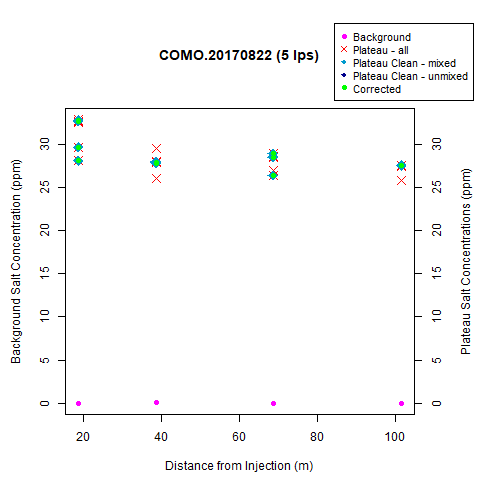 COMO.20170822 (5 lps)
Background
Plateau - all
Plateau Clean - mixed
Plateau Clean - unmixed
Corrected
Background Salt Concentration (ppm)
30
25
20
15
10
5
0
30
25
20
15
10
5
0
Plateau Salt Concentrations (ppm)
20 40 60 80 100
Distance from Injection (m)